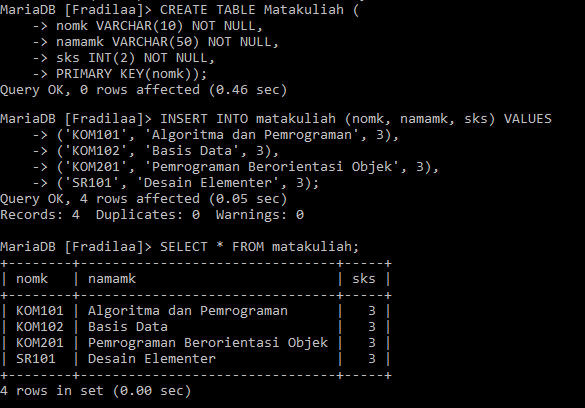 MariaDB [Fradilaa]> CREATE TABLE Matakuliah (
    -> nomk VARCHAR(10) NOT NULL,
    -> namamk VARCHAR(50) NOT NULL,
    -> sks INT(2) NOT NULL,
    -> PRIMARY KEY(nomk));
Query OK, 0 rows affected (0.46 sec)

MariaDB [Fradilaa]> INSERT INTO matakuliah (nomk, namamk, sks) VALUES
    -> ('KOM101', 'Algoritma dan Pemrograman', 3),
    -> ('KOM102', 'Basis Data', 3),
    -> ('KOM201', 'Pemrograman Berorientasi Objek', 3),
    -> ('SR101', 'Desain Elementer', 3);
Query OK, 4 rows affected (0.05 sec)
Records: 4  Duplicates: 0  Warnings: 0

MariaDB [Fradilaa]> SELECT * FROM matakuliah;
+--------+--------------------------------+-----+
| nomk   | namamk                         | sks |
+--------+--------------------------------+-----+
| KOM101 | Algoritma dan Pemrograman      |   3 |
| KOM102 | Basis Data                     |   3 |
| KOM201 | Pemrograman Berorientasi Objek |   3 |
| SR101  | Desain Elementer               |   3 |
+--------+--------------------------------+-----+
4 rows in set (0.00 sec)